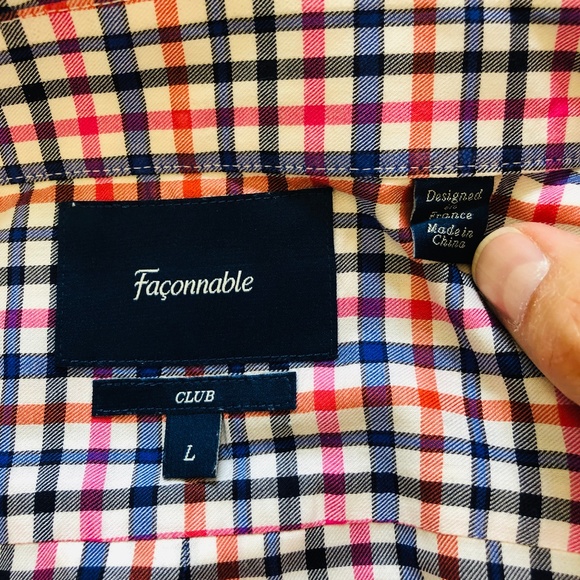 Façonnable
CLUB
L
Designed
in
France
Made in
China